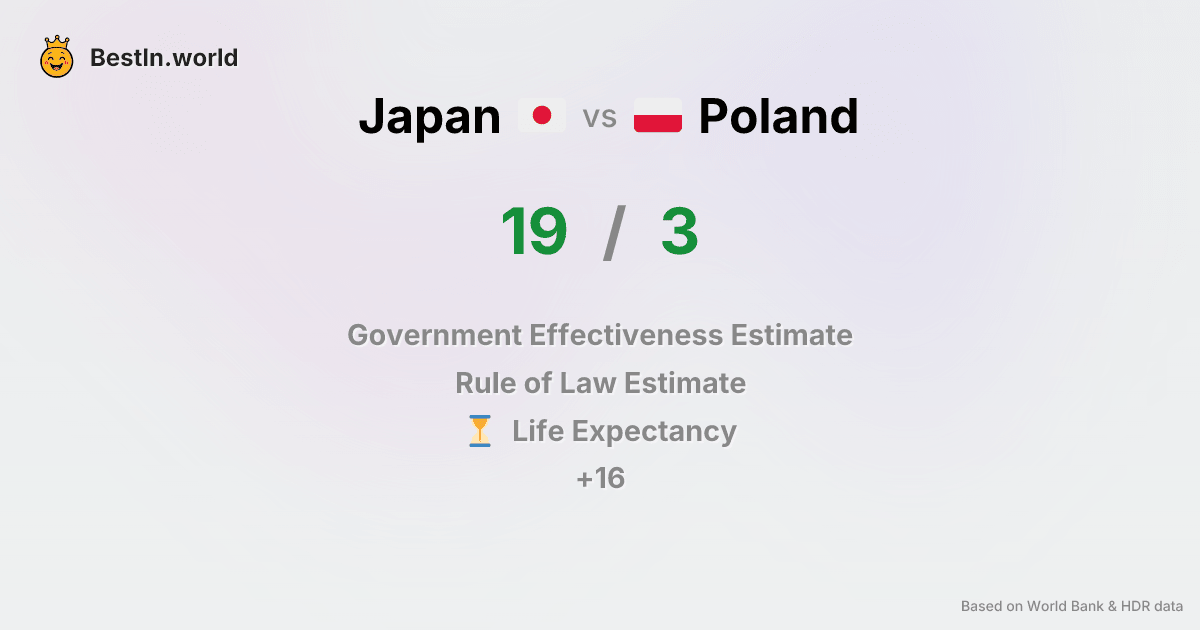 BestIn.world
Japan vs Poland
19 / 3
Government Effectiveness Estimate
Rule of Law Estimate
Life Expectancy
+16
Based on World Bank & HDR data